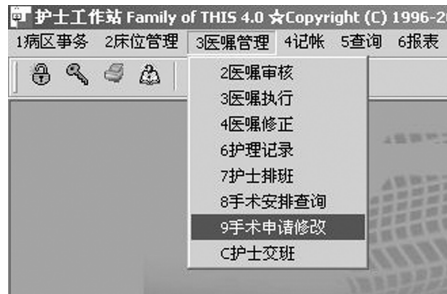 护士工作站 Family of THIS 4.0 ☆Copyright (C) 1996-2
1病区事务 2床位管理 3医嘱管理 4记帐 5查询 6报表
2医嘱审核
3医嘱执行
4医嘱修正
6护理记录
7护士排班
8手术安排查询
9手术申请修改
C护士交班